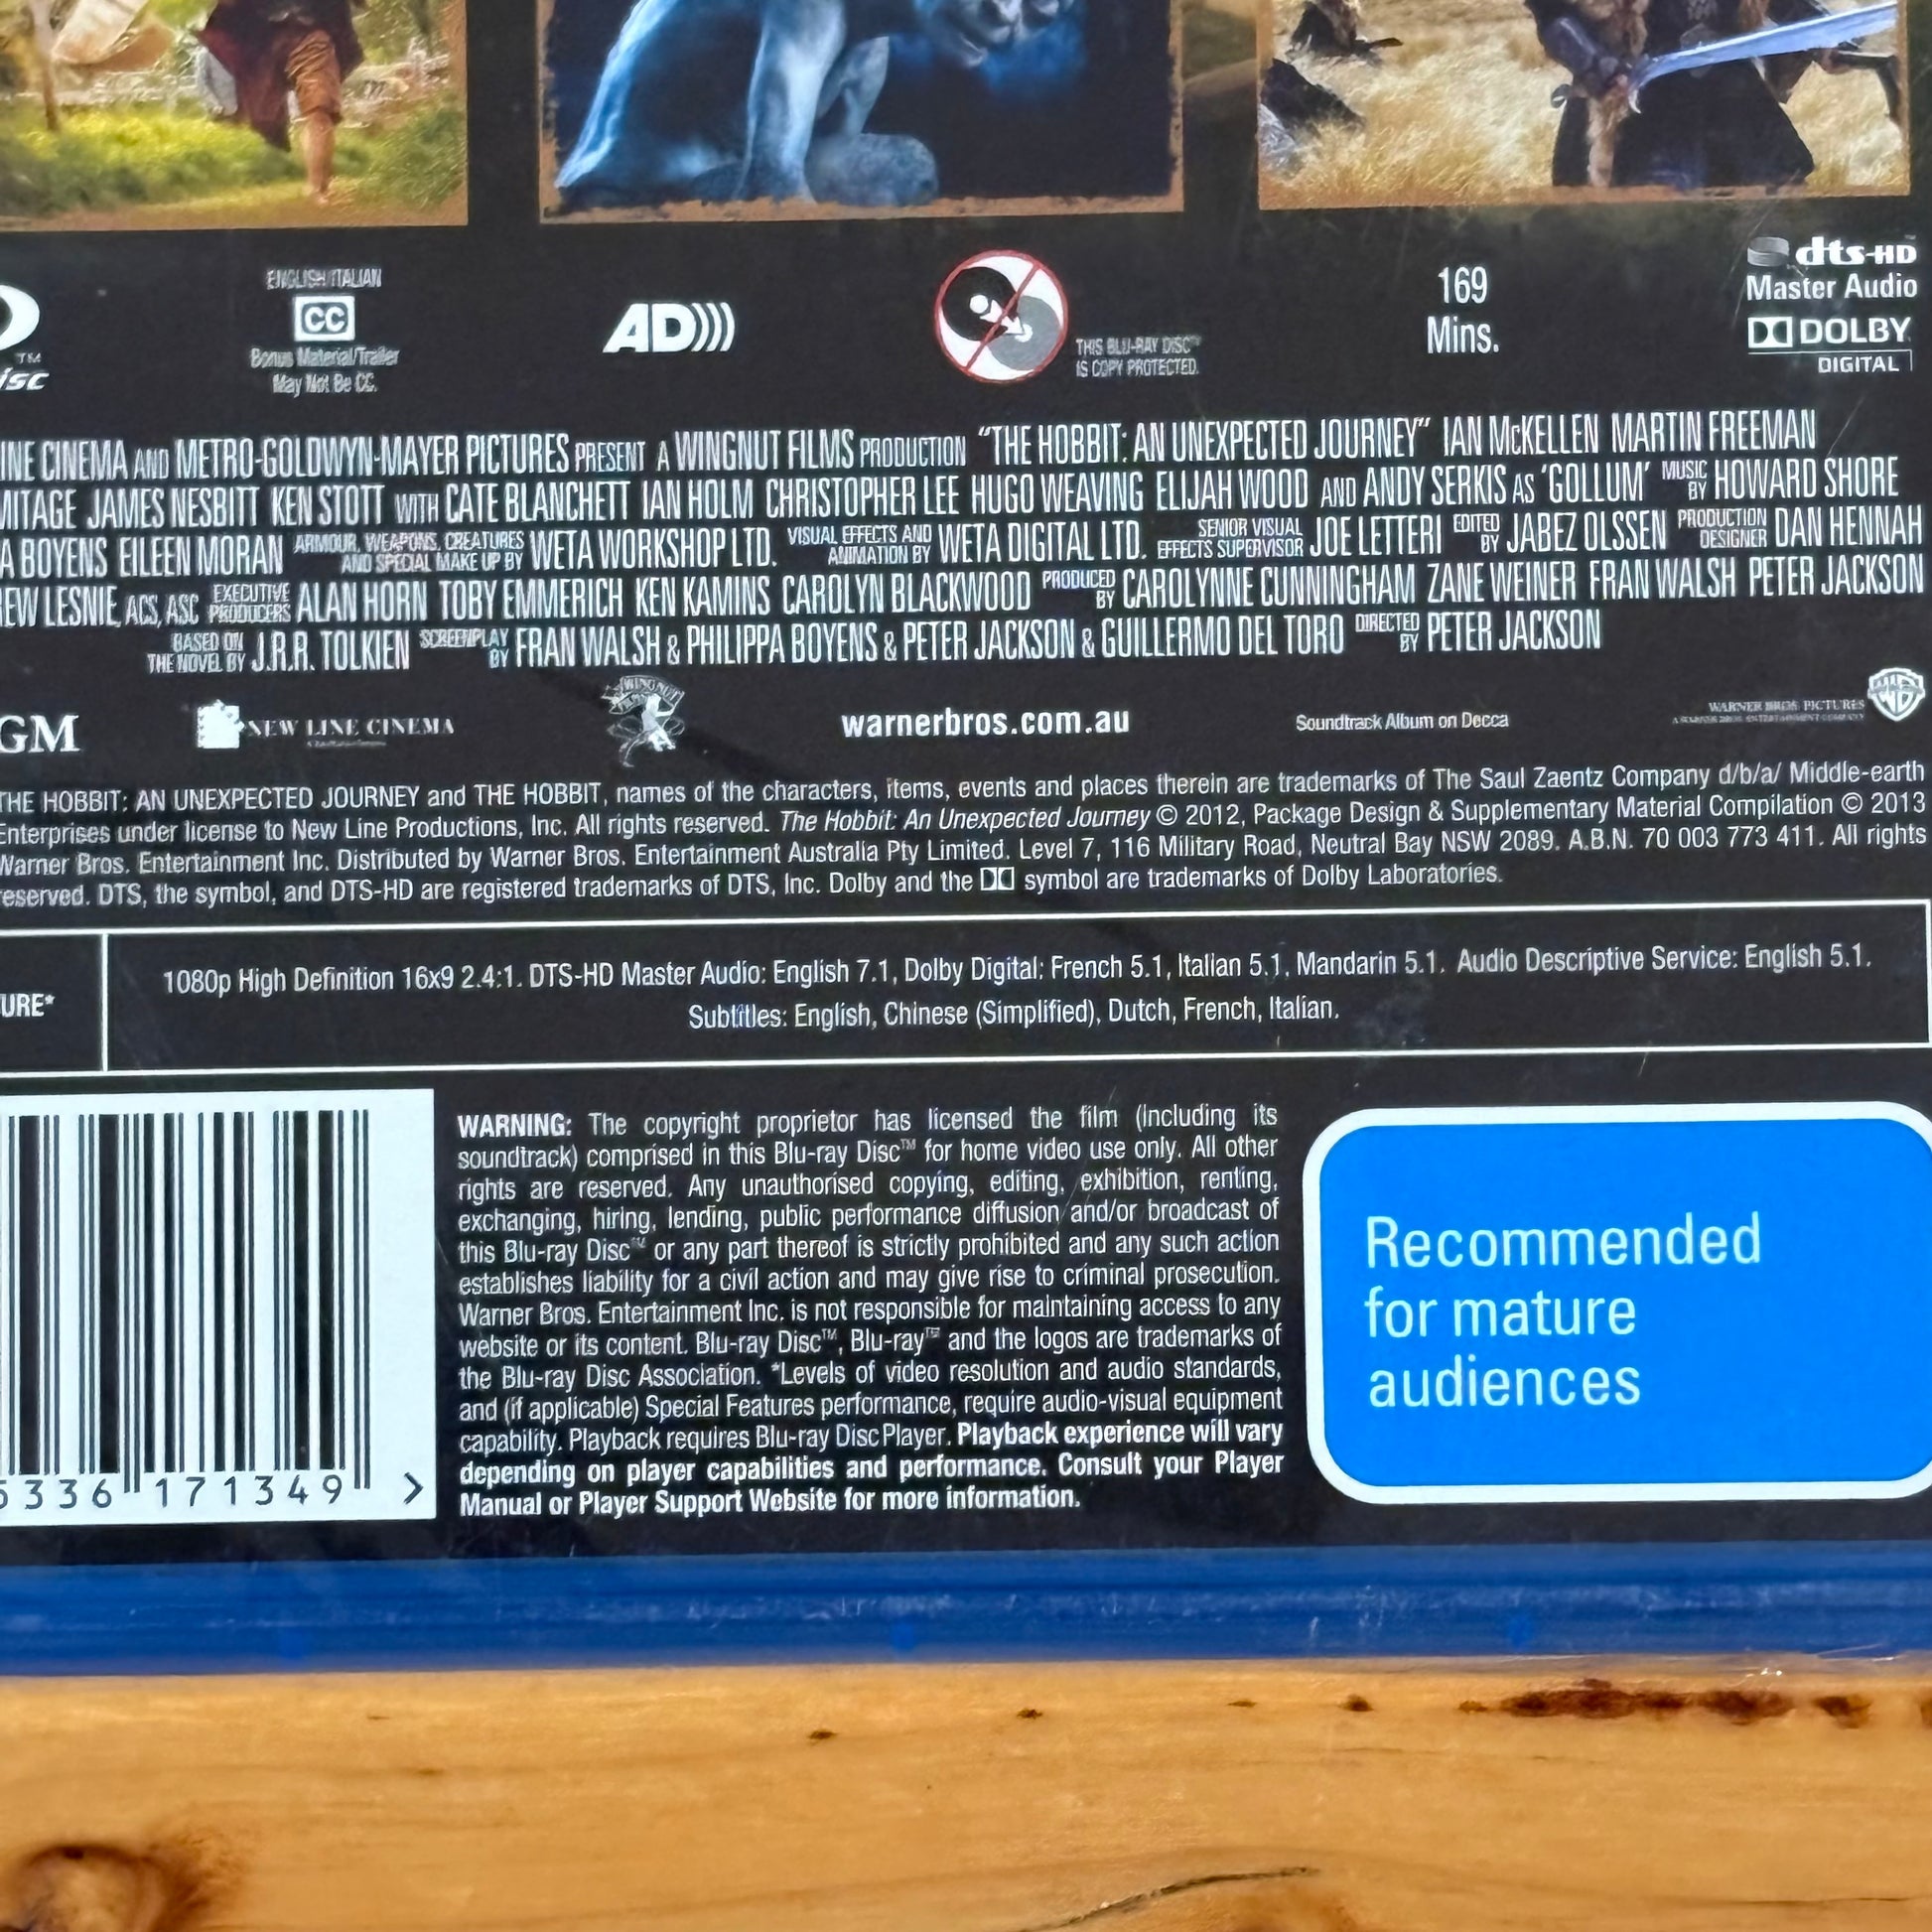 ENGLISH/ITALIAN
CC
Bonus Material/Trailer
May Not Be CC.
AD)))
THIS BLU-RAY DISC™
IS COPY PROTECTED.
169
Mins.
dts-HD
Master Audio
DOLBY
DIGITAL
™
isc
INE CINEMA AND METRO-GOLDWYN-MAYER PICTURES PRESENT A WINGNUT FILMS PRODUCTION "THE HOBBIT: AN UNEXPECTED JOURNEY" IAN McKELLEN MARTIN FREEMAN
MITAGE JAMES NESBITT KEN STOTT WITH CATE BLANCHETT IAN HOLM CHRISTOPHER LEE HUGO WEAVING ELIJAH WOOD AND ANDY SERKIS AS 'GOLLUM' MUSIC BY HOWARD SHORE
A BOYENS EILEEN MORAN ARMOUR, WEAPONS, CREATURES AND SPECIAL MAKE UP BY WETA WORKSHOP LTD. VISUAL EFFECTS AND ANIMATION BY WETA DIGITAL LTD. SENIOR VISUAL EFFECTS SUPERVISOR JOE LETTERI EDITED BY JABEZ OLSSEN PRODUCTION DESIGNER DAN HENNAH
EW LESNIE, ACS, ASC EXECUTIVE PRODUCERS ALAN HORN TOBY EMMERICH KEN KAMINS CAROLYN BLACKWOOD PRODUCED BY CAROLYNNE CUNNINGHAM ZANE WEINER FRAN WALSH PETER JACKSON
BASED ON THE NOVEL BY J.R.R. TOLKIEN SCREENPLAY BY FRAN WALSH & PHILIPPA BOYENS & PETER JACKSON & GUILLERMO DEL TORO DIRECTED BY PETER JACKSON
GM
NEW LINE CINEMA
WINGNUT
warnerbros.com.au
Soundtrack Album on Decca
WARNER BROS. PICTURES
WB
THE HOBBIT: AN UNEXPECTED JOURNEY and THE HOBBIT, names of the characters, items, events and places therein are trademarks of The Saul Zaentz Company d/b/a/ Middle-earth
Enterprises under license to New Line Productions, Inc. All rights reserved. The Hobbit: An Unexpected Journey © 2012, Package Design & Supplementary Material Compilation © 2013
Warner Bros. Entertainment Inc. Distributed by Warner Bros. Entertainment Australia Pty Limited. Level 7, 116 Military Road, Neutral Bay NSW 2089. A.B.N. 70 003 773 411. All rights
eserved. DTS, the symbol, and DTS-HD are registered trademarks of DTS, Inc. Dolby and the symbol are trademarks of Dolby Laboratories.
URE*
1080p High Definition 16x9 2.4:1. DTS-HD Master Audio: English 7.1, Dolby Digital: French 5.1, Italian 5.1, Mandarin 5.1. Audio Descriptive Service: English 5.1.
Subtitles: English, Chinese (Simplified), Dutch, French, Italian.
336 171349 >
WARNING: The copyright proprietor has licensed the film (including its
soundtrack) comprised in this Blu-ray Disc™ for home video use only. All other
rights are reserved. Any unauthorised copying, editing, exhibition, renting,
exchanging, hiring, lending, public performance diffusion and/or broadcast of
this Blu-ray Disc™ or any part thereof is strictly prohibited and any such action
establishes liability for a civil action and may give rise to criminal prosecution.
Warner Bros. Entertainment Inc. is not responsible for maintaining access to any
website or its content. Blu-ray Disc™, Blu-ray™ and the logos are trademarks of
the Blu-ray Disc Association. *Levels of video resolution and audio standards,
and (if applicable) Special Features performance, require audio-visual equipment
capability. Playback requires Blu-ray Disc Player. Playback experience will vary
depending on player capabilities and performance. Consult your Player
Manual or Player Support Website for more information.
Recommended
for mature
audiences